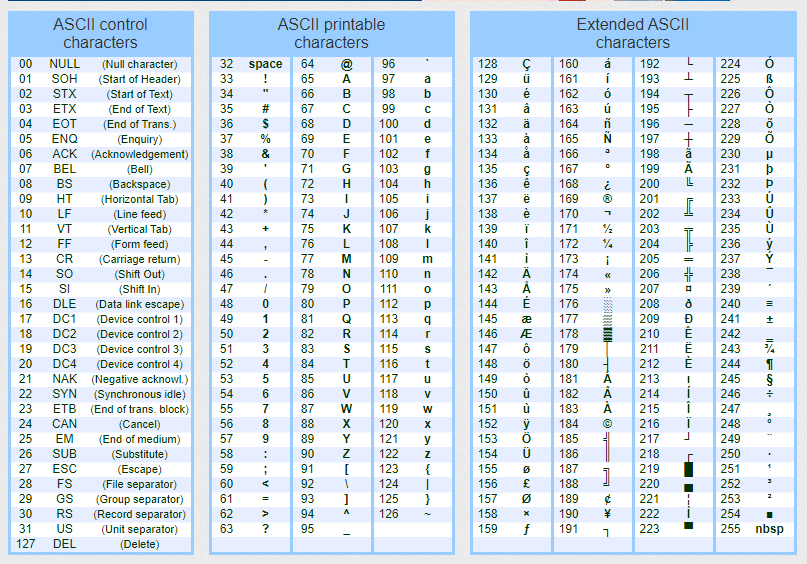 ASCII control
characters
00 NULL (Null character)
01 SOH (Start of Header)
02 STX (Start of Text)
03 ETX (End of Text)
04 EOT (End of Trans.)
05 ENQ (Enquiry)
06 ACK (Acknowledgement)
07 BEL (Bell)
08 BS (Backspace)
09 HT (Horizontal Tab)
10 LF (Line feed)
11 VT (Vertical Tab)
12 FF (Form feed)
13 CR (Carriage return)
14 SO (Shift Out)
15 SI (Shift In)
16 DLE (Data link escape)
17 DC1 (Device control 1)
18 DC2 (Device control 2)
19 DC3 (Device control 3)
20 DC4 (Device control 4)
21 NAK (Negative acknowl.)
22 SYN (Synchronous idle)
23 ETB (End of trans. block)
24 CAN (Cancel)
25 EM (End of medium)
26 SUB (Substitute)
27 ESC (Escape)
28 FS (File separator)
29 GS (Group separator)
30 RS (Record separator)
31 US (Unit separator)
127 DEL (Delete)
ASCII printable
characters
32 space 64 @ 96 `
33 ! 65 A 97 a
34 " 66 B 98 b
35 # 67 C 99 c
36 $ 68 D 100 d
37 % 69 E 101 e
38 & 70 F 102 f
39 ' 71 G 103 g
40 ( 72 H 104 h
41 ) 73 I 105 i
42 * 74 J 106 j
43 + 75 K 107 k
44 , 76 L 108 l
45 - 77 M 109 m
46 . 78 N 110 n
47 / 79 O 111 o
48 0 80 P 112 p
49 1 81 Q 113 q
50 2 82 R 114 r
51 3 83 S 115 s
52 4 84 T 116 t
53 5 85 U 117 u
54 6 86 V 118 v
55 7 87 W 119 w
56 8 88 X 120 x
57 9 89 Y 121 y
58 : 90 Z 122 z
59 ; 91 [ 123 {
60 < 92 \ 124 |
61 = 93 ] 125 }
62 > 94 ^ 126 ~
63 ? 95 _
Extended ASCII
characters
128 Ç 160 á 192 └ 224 Ó
129 ü 161 í 193 ┴ 225 ß
130 é 162 ó 194 ┬ 226 Ô
131 â 163 ú 195 ├ 227 Ò
132 ä 164 ñ 196 ─ 228 õ
133 à 165 Ñ 197 ┼ 229 Õ
134 å 166 ª 198 ã 230 µ
135 ç 167 º 199 Ã 231 þ
136 ê 168 ¿ 200 ╚ 232 Þ
137 ë 169 ® 201 ╔ 233 Ú
138 è 170 ¬ 202 ╩ 234 Û
139 ï 171 ½ 203 ╦ 235 Ù
140 î 172 ¼ 204 ╠ 236 ý
141 ì 173 ¡ 205 ═ 237 Ý
142 Ä 174 « 206 ╬ 238 ¯
143 Å 175 » 207 ¤ 239 ´
144 É 176 ░ 208 ð 240 ≡
145 æ 177 ▒ 209 Ð 241 ±
146 Æ 178 ▓ 210 Ê 242 ‗
147 ô 179 │ 211 Ë 243 ¾
148 ö 180 ┤ 212 È 244 ¶
149 ò 181 Á 213 ı 245 §
150 û 182 Â 214 Í 246 ÷
151 ù 183 À 215 Î 247 ¸
152 ÿ 184 © 216 Ï 248 °
153 Ö 185 ╣ 217 ┘ 249 ¨
154 Ü 186 ║ 218 ┌ 250 ·
155 ø 187 ╗ 219 █ 251 ¹
156 £ 188 ╝ 220 ▄ 252 ³
157 Ø 189 ¢ 221 ¦ 253 ²
158 × 190 ¥ 222 Ì 254 ■
159 ƒ 191 ┐ 223 ▀ 255 nbsp